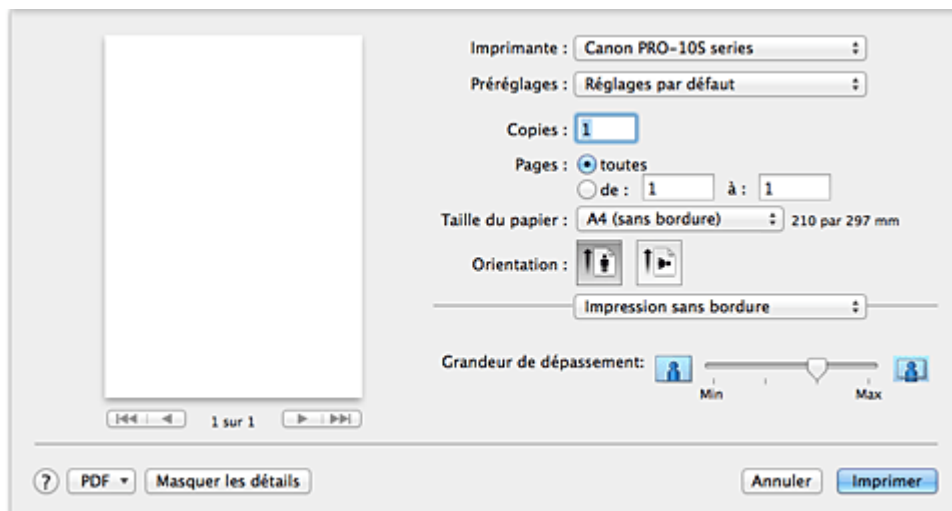 Imprimante : Canon PRO-10S series
Préréglages : Réglages par défaut
Copies : 1
Pages : toutes
de : 1 à : 1
Taille du papier : A4 (sans bordure) 210 par 297 mm
Orientation :
Impression sans bordure
Grandeur de dépassement:
Min Max
1 sur 1
? PDF Masquer les détails Annuler Imprimer